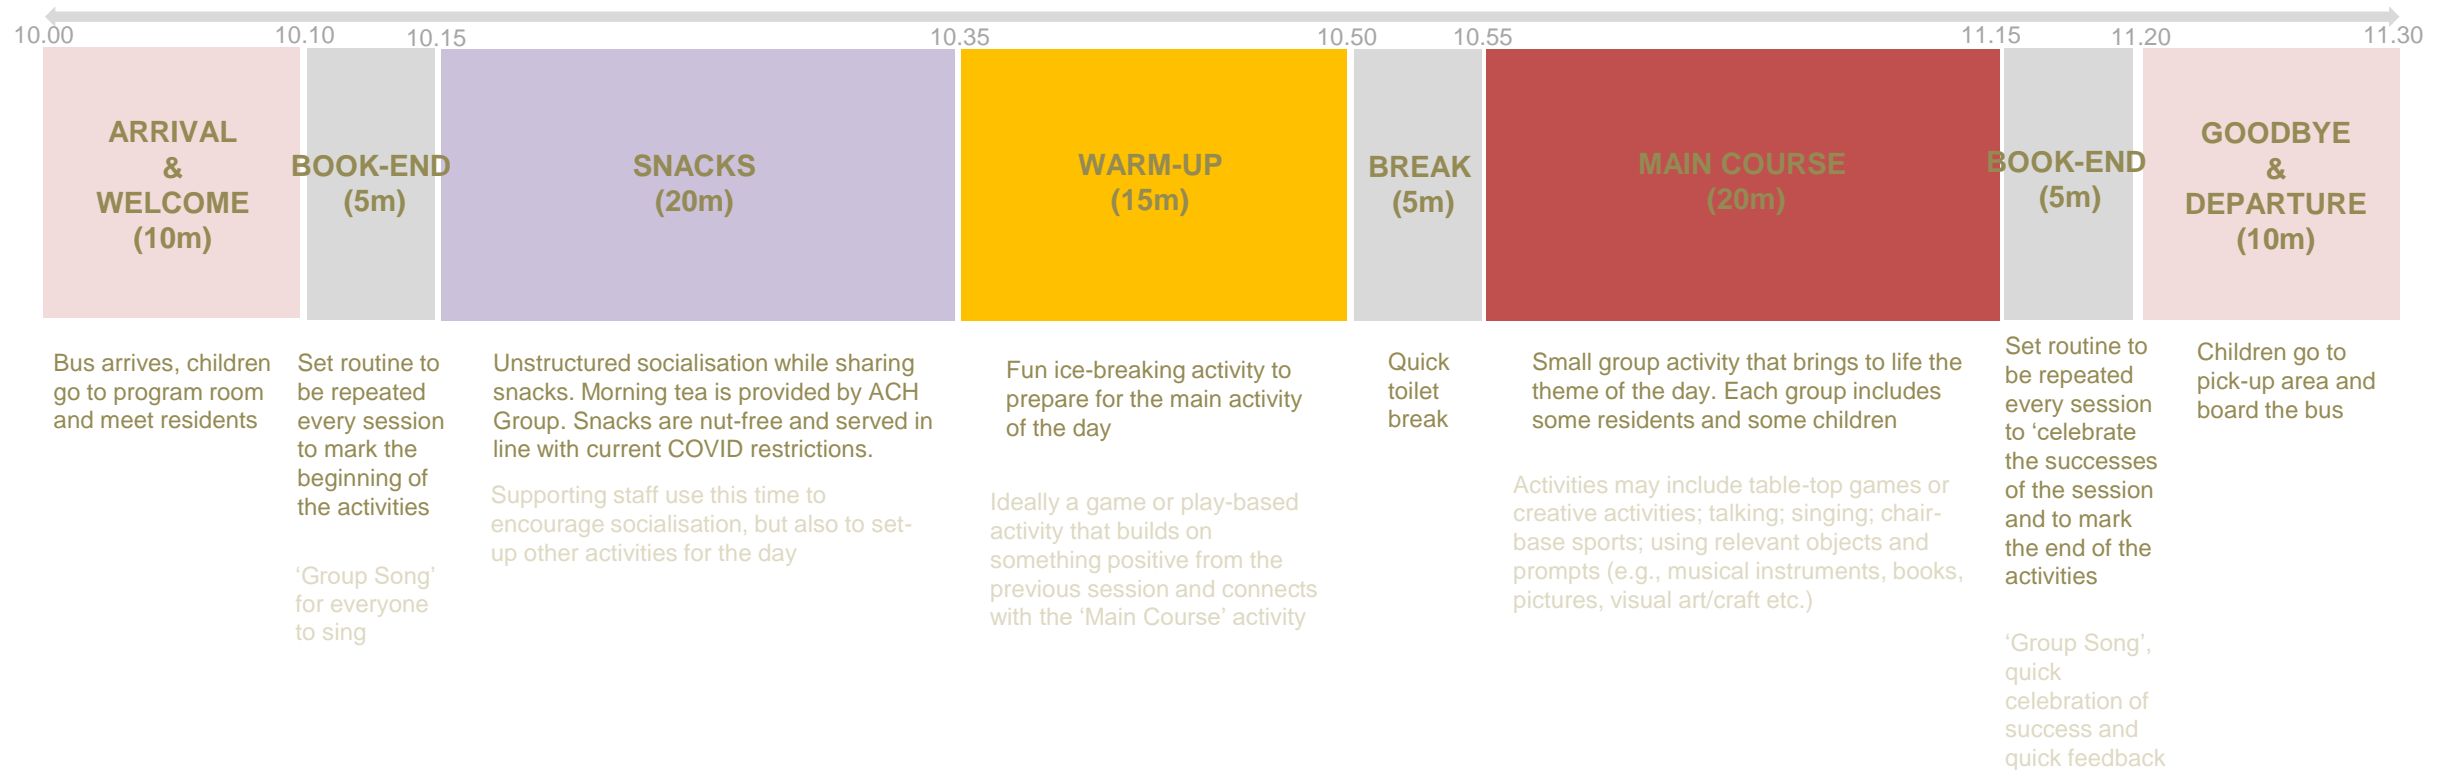 10.00
10.10
10.15
10.35
10.50
10.55
11.15
11.20
11.30
ARRIVAL
&
WELCOME
(10m)
BOOK-END
(5m)
SNACKS
(20m)
WARM-UP
(15m)
BREAK
(5m)
MAIN COURSE
(20m)
BOOK-END
(5m)
GOODBYE
&
DEPARTURE
(10m)
Bus arrives, children
go to program room
and meet residents
Set routine to
be repeated
every session
to mark the
beginning of
the activities
‘Group Song’
for everyone
to sing
Unstructured socialisation while sharing
snacks. Morning tea is provided by ACH
Group. Snacks are nut-free and served in
line with current COVID restrictions.
Supporting staff use this time to
encourage socialisation, but also to set-
up other activities for the day
Fun ice-breaking activity to
prepare for the main activity
of the day
Ideally a game or play-based
activity that builds on
something positive from the
previous session and connects
with the ‘Main Course’ activity
Quick
toilet
break
Small group activity that brings to life the
theme of the day. Each group includes
some residents and some children
Activities may include table-top games or
creative activities; talking; singing; chair-
base sports; using relevant objects and
prompts (e.g., musical instruments, books,
pictures, visual art/craft etc.)
Set routine to
be repeated
every session
to ‘celebrate
the successes
of the session
and to mark
the end of the
activities
‘Group Song’,
quick
celebration of
success and
quick feedback
Children go to
pick-up area and
board the bus